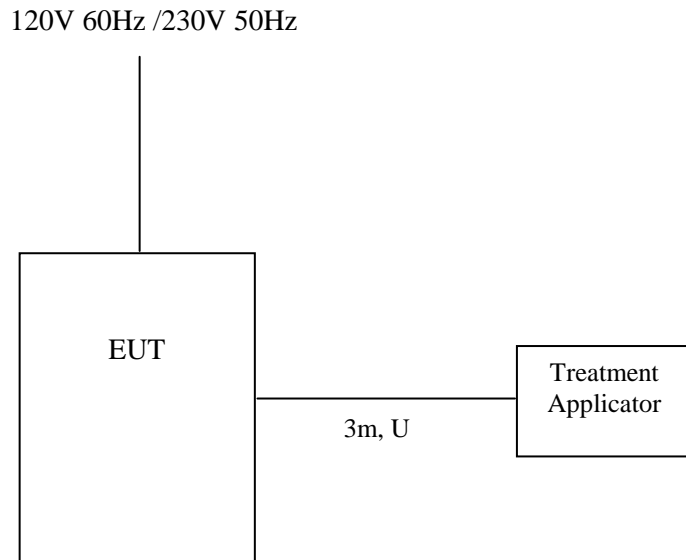 120V 60Hz /230V 50Hz
EUT
Treatment
Applicator
3m, U